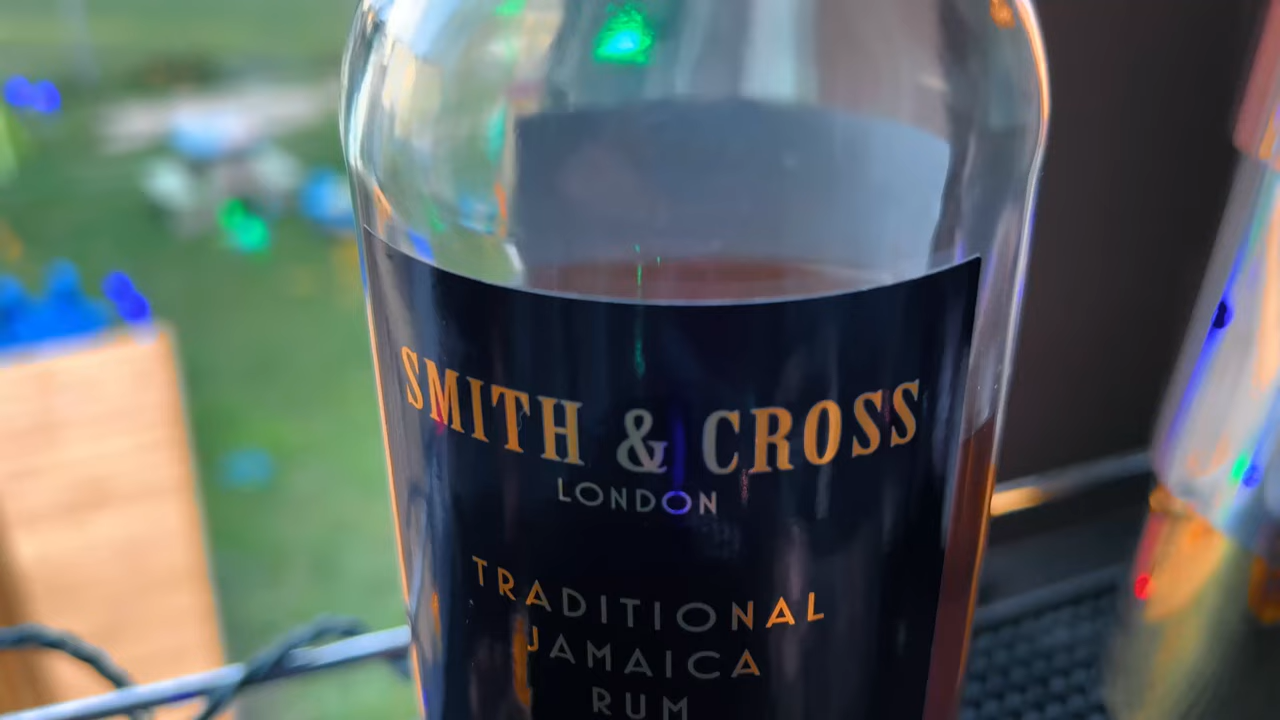 SMITH & CROSS
LONDON
TRADITIONAL
JAMAICA
RUM